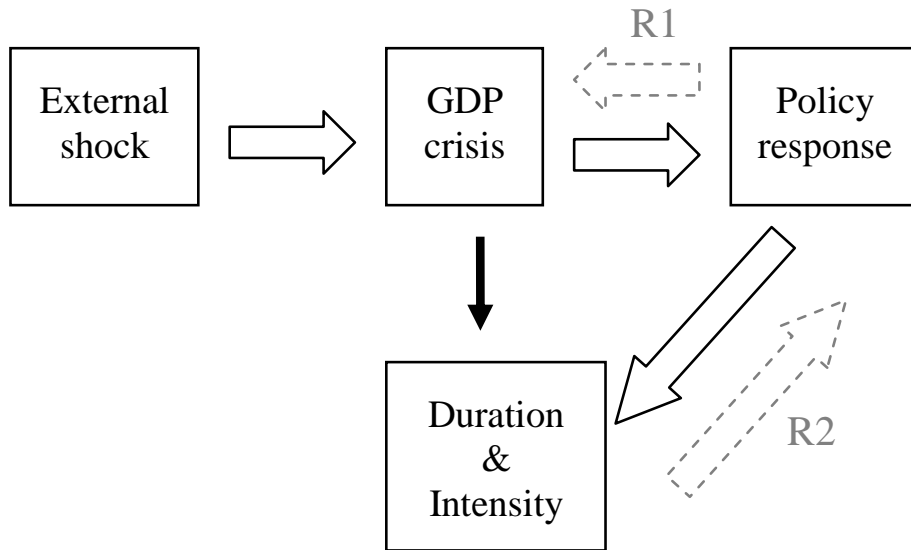 R1
External
shock
GDP
crisis
Policy
response
Duration
&
Intensity
R2